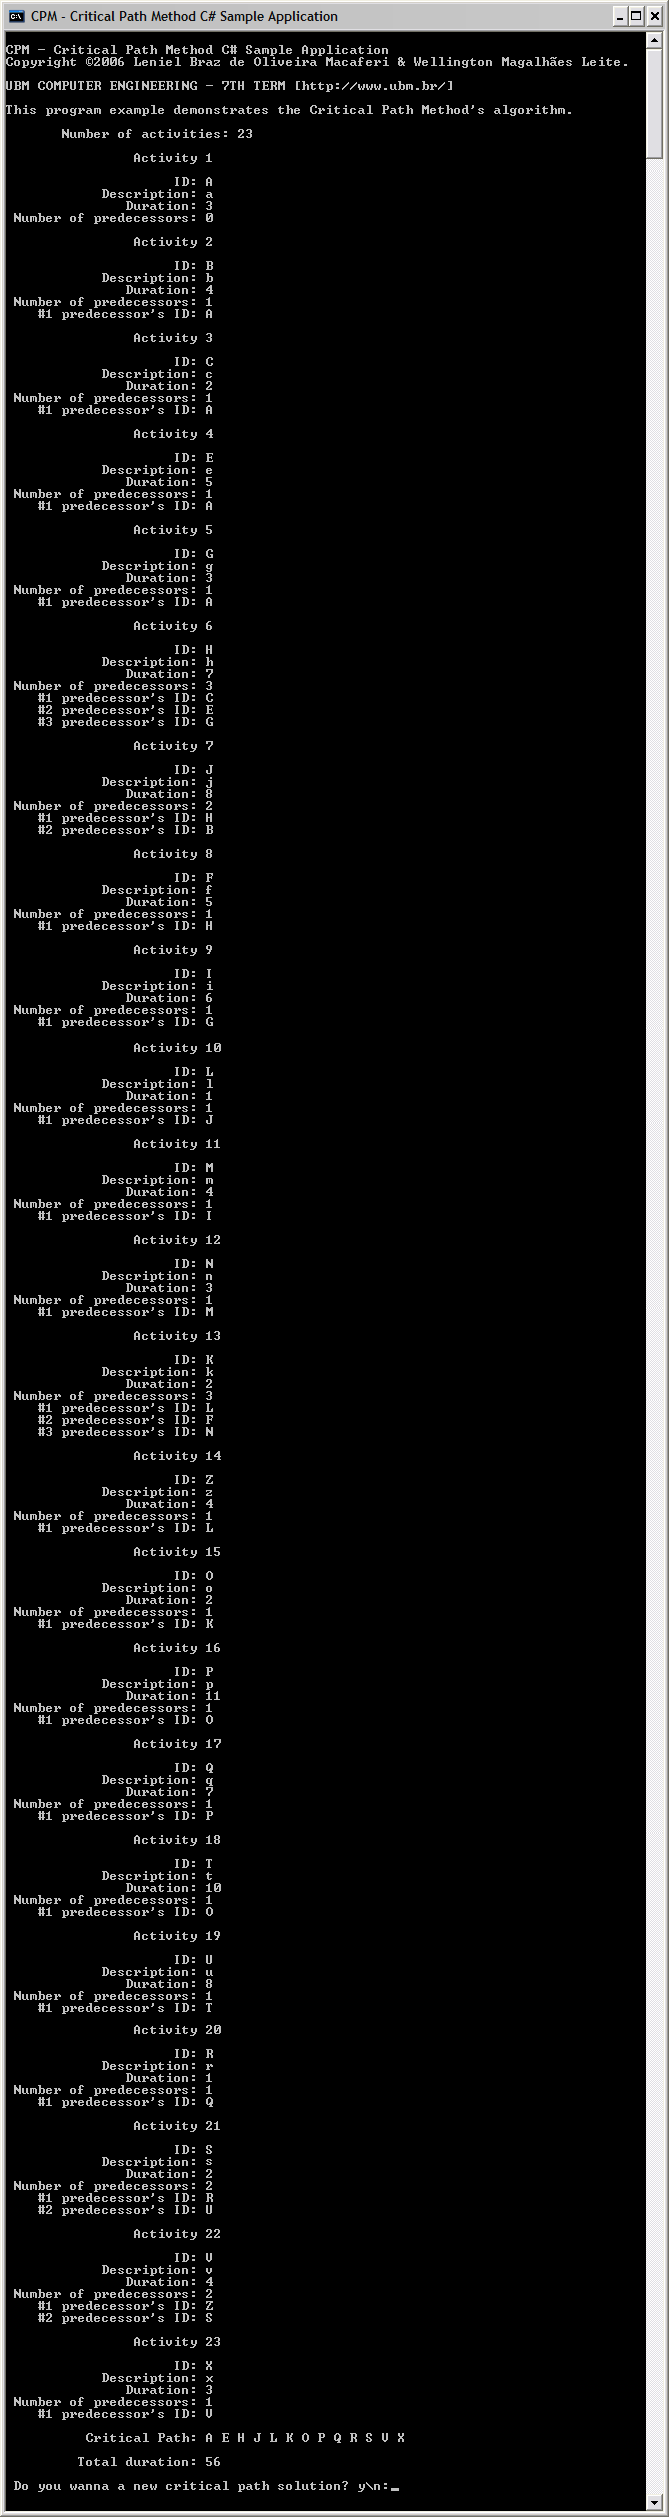 CPM - Critical Path Method C# Sample Application
CPM - Critical Path Method C# Sample Application
Copyright ©2006 Leniel Braz de Oliveira Macaferi & Wellington Magalhães Leite.
UBM COMPUTER ENGINEERING - 7TH TERM [http://www.ubm.br/]
This program example demonstrates the Critical Path Method's algorithm.
Number of activities: 23
Activity 1
ID: A
Description: a
Duration: 3
Number of predecessors: 0
Activity 2
ID: B
Description: b
Duration: 4
Number of predecessors: 1
#1 predecessor's ID: A
Activity 3
ID: C
Description: c
Duration: 2
Number of predecessors: 1
#1 predecessor's ID: A
Activity 4
ID: E
Description: e
Duration: 5
Number of predecessors: 1
#1 predecessor's ID: A
Activity 5
ID: G
Description: g
Duration: 3
Number of predecessors: 1
#1 predecessor's ID: A
Activity 6
ID: H
Description: h
Duration: 7
Number of predecessors: 3
#1 predecessor's ID: C
#2 predecessor's ID: E
#3 predecessor's ID: G
Activity 7
ID: J
Description: j
Duration: 8
Number of predecessors: 2
#1 predecessor's ID: H
#2 predecessor's ID: B
Activity 8
ID: F
Description: f
Duration: 5
Number of predecessors: 1
#1 predecessor's ID: H
Activity 9
ID: I
Description: i
Duration: 6
Number of predecessors: 1
#1 predecessor's ID: G
Activity 10
ID: L
Description: l
Duration: 1
Number of predecessors: 1
#1 predecessor's ID: J
Activity 11
ID: M
Description: m
Duration: 4
Number of predecessors: 1
#1 predecessor's ID: I
Activity 12
ID: N
Description: n
Duration: 3
Number of predecessors: 1
#1 predecessor's ID: M
Activity 13
ID: K
Description: k
Duration: 2
Number of predecessors: 3
#1 predecessor's ID: L
#2 predecessor's ID: F
#3 predecessor's ID: N
Activity 14
ID: Z
Description: z
Duration: 4
Number of predecessors: 1
#1 predecessor's ID: L
Activity 15
ID: O
Description: o
Duration: 2
Number of predecessors: 1
#1 predecessor's ID: K
Activity 16
ID: P
Description: p
Duration: 11
Number of predecessors: 1
#1 predecessor's ID: O
Activity 17
ID: Q
Description: q
Duration: 7
Number of predecessors: 1
#1 predecessor's ID: P
Activity 18
ID: T
Description: t
Duration: 10
Number of predecessors: 1
#1 predecessor's ID: O
Activity 19
ID: U
Description: u
Duration: 8
Number of predecessors: 1
#1 predecessor's ID: T
Activity 20
ID: R
Description: r
Duration: 1
Number of predecessors: 1
#1 predecessor's ID: Q
Activity 21
ID: S
Description: s
Duration: 2
Number of predecessors: 2
#1 predecessor's ID: R
#2 predecessor's ID: U
Activity 22
ID: V
Description: v
Duration: 4
Number of predecessors: 2
#1 predecessor's ID: Z
#2 predecessor's ID: S
Activity 23
ID: X
Description: x
Duration: 3
Number of predecessors: 1
#1 predecessor's ID: V
Critical Path: A E H J L K O P Q R S V X
Total duration: 56
Do you wanna a new critical path solution? y\n:_